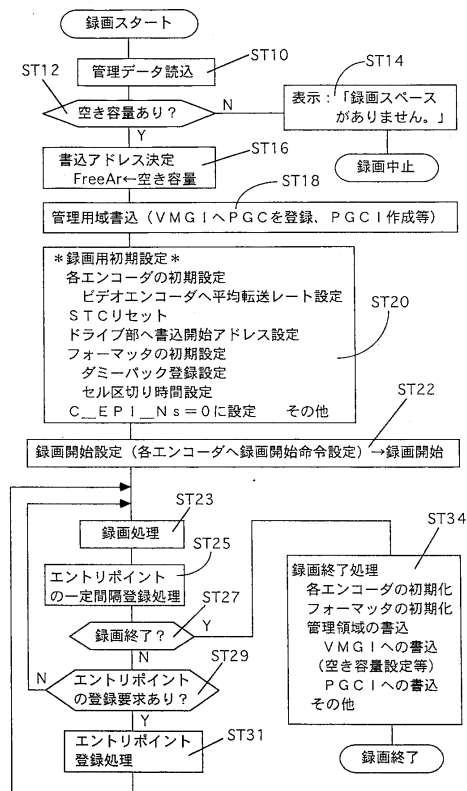 録画スタート
ST10
管理データ読込
ST12
空き容量あり？
N
Y
ST14
表示：「録画スペース
がありません。」
録画中止
ST16
書込アドレス決定
FreeAr←空き容量
ST18
管理用域書込（ＶＭＧＩへＰＧＣを登録、ＰＧＣＩ作成等）
ST20
＊録画用初期設定＊
各エンコーダの初期設定
ビデオエンコーダへ平均転送レート設定
ＳＴＣリセット
ドライブ部へ書込開始アドレス設定
フォーマッタの初期設定
ダミーパック登録設定
セル区切り時間設定
Ｃ＿ＥＰＩ＿Ｎｓ＝0に設定　その他
ST22
録画開始設定（各エンコーダへ録画開始命令設定）→録画開始
ST23
録画処理
ST25
エントリポイント
の一定間隔登録処理
ST27
録画終了？
Y
N
ST29
エントリポイント
の登録要求あり？
N
Y
ST31
エントリポイント
登録処理
ST34
録画終了処理
各エンコーダの初期化
フォーマッタの初期化
管理領域の書込
ＶＭＧＩへの書込
（空き容量設定等）
ＰＧＣＩへの書込
その他
録画終了